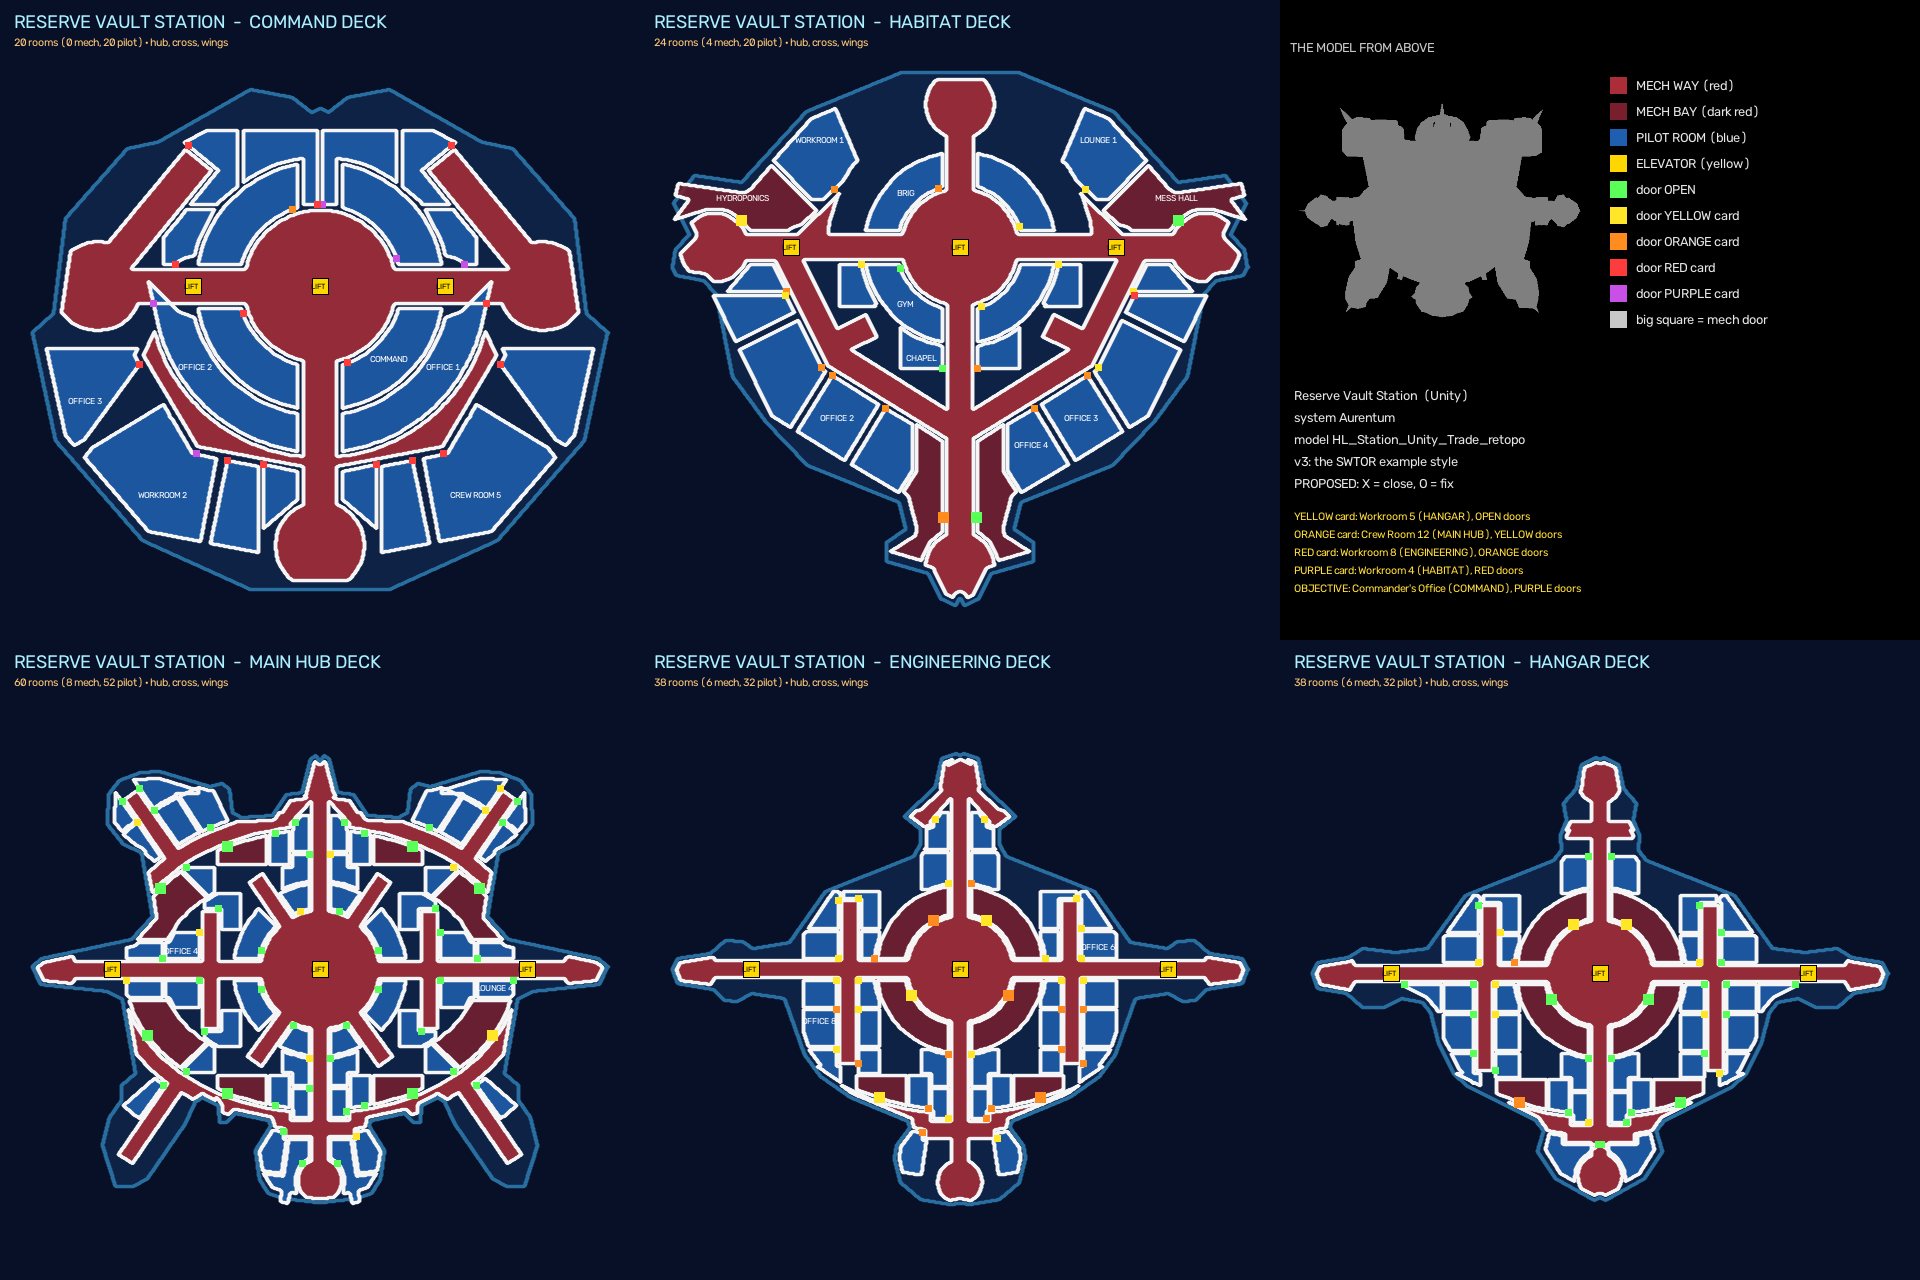 RESERVE VAULT STATION - COMMAND DECK
20 rooms (0 mech, 20 pilot) • hub, cross, wings
LIFT
LIFT
LIFT
COMMAND
OFFICE 2
OFFICE 1
OFFICE 3
WORKROOM 2
CREW ROOM 5
RESERVE VAULT STATION - HABITAT DECK
24 rooms (4 mech, 20 pilot) • hub, cross, wings
WORKROOM 1
LOUNGE 1
BRIG
HYDROPONICS
MESS HALL
LIFT
LIFT
LIFT
GYM
CHAPEL
OFFICE 2
OFFICE 3
OFFICE 4
THE MODEL FROM ABOVE
MECH WAY (red)
MECH BAY (dark red)
PILOT ROOM (blue)
ELEVATOR (yellow)
door OPEN
door YELLOW card
door ORANGE card
door RED card
door PURPLE card
big square = mech door
Reserve Vault Station (Unity)
system Aurentum
model HL_Station_Unity_Trade_retopo
v3: the SWTOR example style
PROPOSED: X = close, O = fix
YELLOW card: Workroom 5 (HANGAR), OPEN doors
ORANGE card: Crew Room 12 (MAIN HUB), YELLOW doors
RED card: Workroom 8 (ENGINEERING), ORANGE doors
PURPLE card: Workroom 4 (HABITAT), RED doors
OBJECTIVE: Commander's Office (COMMAND), PURPLE doors
RESERVE VAULT STATION - MAIN HUB DECK
60 rooms (8 mech, 52 pilot) • hub, cross, wings
OFFICE 4
LIFT
LIFT
LIFT
LOUNGE 4
RESERVE VAULT STATION - ENGINEERING DECK
38 rooms (6 mech, 32 pilot) • hub, cross, wings
OFFICE 6
LIFT
LIFT
LIFT
OFFICE 8
RESERVE VAULT STATION - HANGAR DECK
38 rooms (6 mech, 32 pilot) • hub, cross, wings
LIFT
LIFT
LIFT